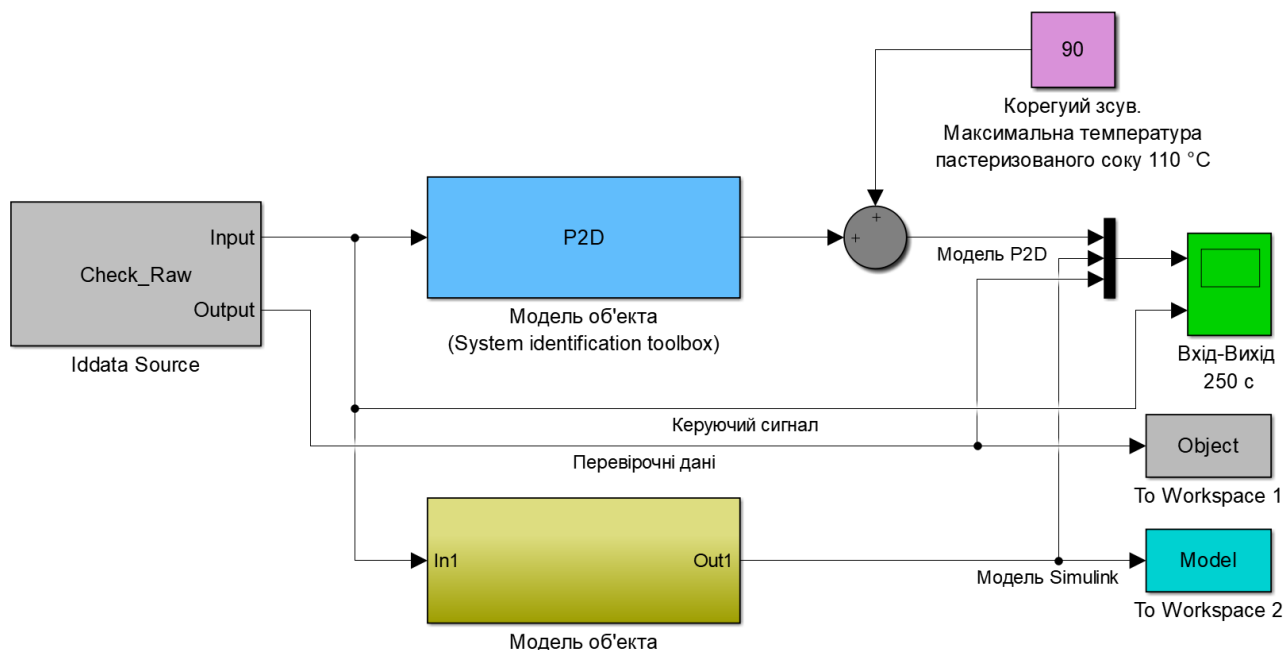 90
Корегуий зсув.
Максимальна температура
пастеризованого соку 110 °C
Input
Check_Raw
Output
Iddata Source
P2D
Модель об'екта
(System identification toolbox)
+
+
Модель P2D
Вхід-Вихід
250 с
Керуючий сигнал
Перевірочні дані
Object
To Workspace 1
In1
Out1
Модель об'екта
Модель Simulink
Model
To Workspace 2